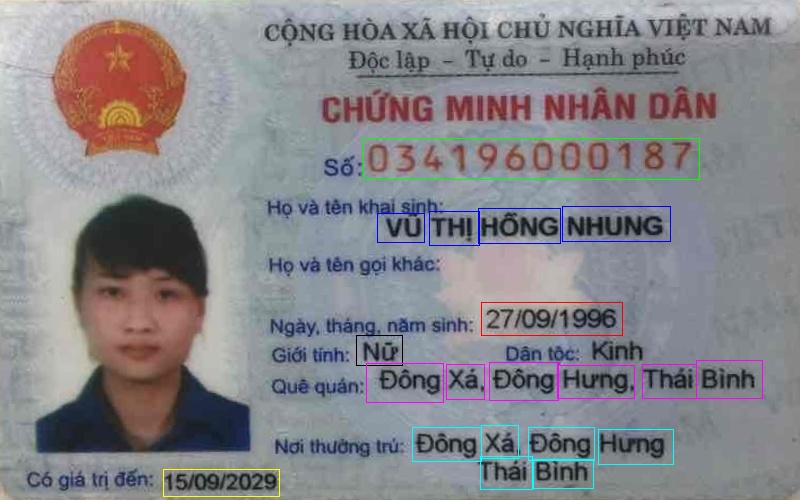 CỘNG HÒA XÃ HỘI CHỦ NGHĨA VIỆT NAM
Độc lập - Tự do - Hạnh phúc
CHỨNG MINH NHÂN DÂN
Số: 034196000187
Họ và tên khai sinh:
VŨ THỊ HỒNG NHUNG
Họ và tên gọi khác:
Ngày, tháng, năm sinh: 27/09/1996
Giới tính: Nữ Dân tộc: Kinh
Quê quán: Đông Xá, Đông Hưng, Thái Bình
Nơi thường trú: Đông Xá, Đông Hưng
Thái Bình
Có giá trị đến: 15/09/2029